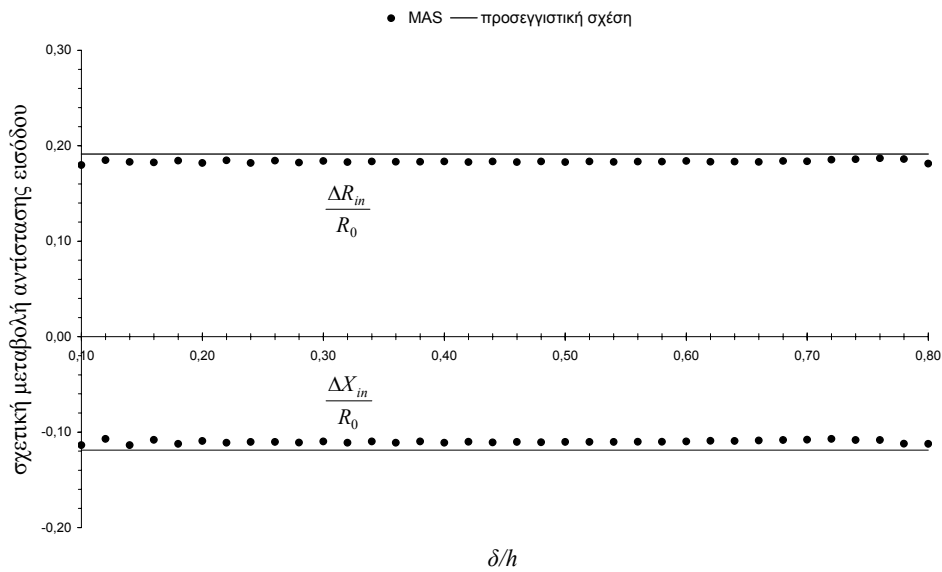 ● MAS — προσεγγιστική σχέση
σχετική μεταβολή αντίστασης εισόδου
0,30
0,20
ΔR_in
R_0
0,10
0,00
0,10 0,20 0,30 0,40 0,50 0,60 0,70 0,80
ΔX_in
R_0
-0,10
-0,20
δ/h